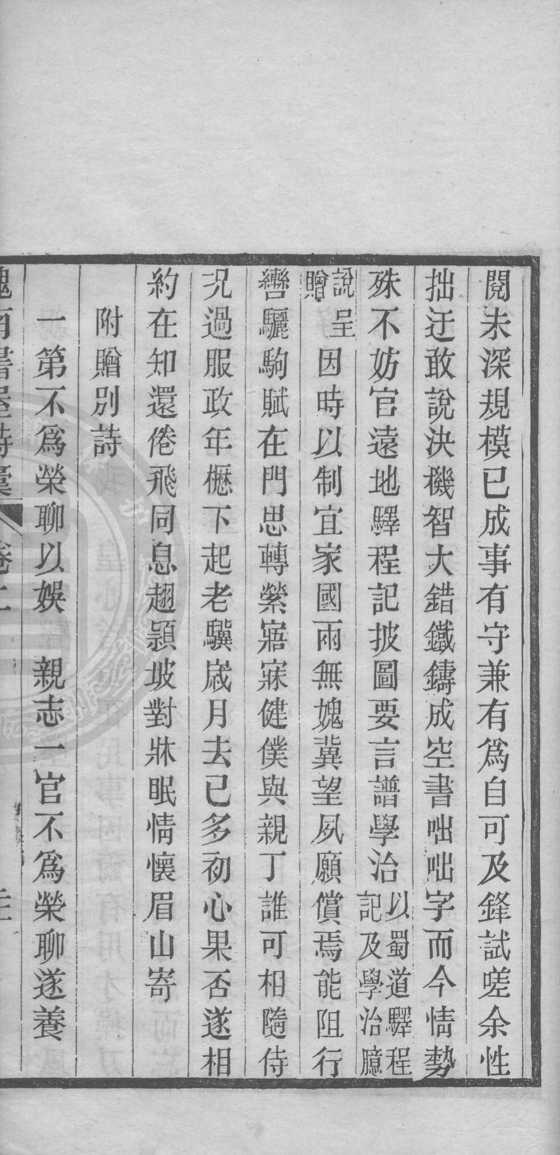 閱未深規模已成事有守兼有為自可及鋒試嗟余性
拙迂敢說決機智大錯鐵鑄成空書咄咄字而今情勢
殊不妨官遠地驛程記披圖要言譜學治以蜀道驛程記及學治臆
說呈贈因時以制宜家國兩無媿冀望夙願償焉能阻行
轡驪駒賦在門思轉縈寤寐健僕與親丁誰可相隨侍
況過服政年櫪下起老驥歲月去已多初心果否遂相
約在知還倦飛同息翅潁坡對牀眠情懷眉山寄
附贈別詩
一第不為榮聊以娛親志一官不為榮聊遂養
書屋詩
卷二